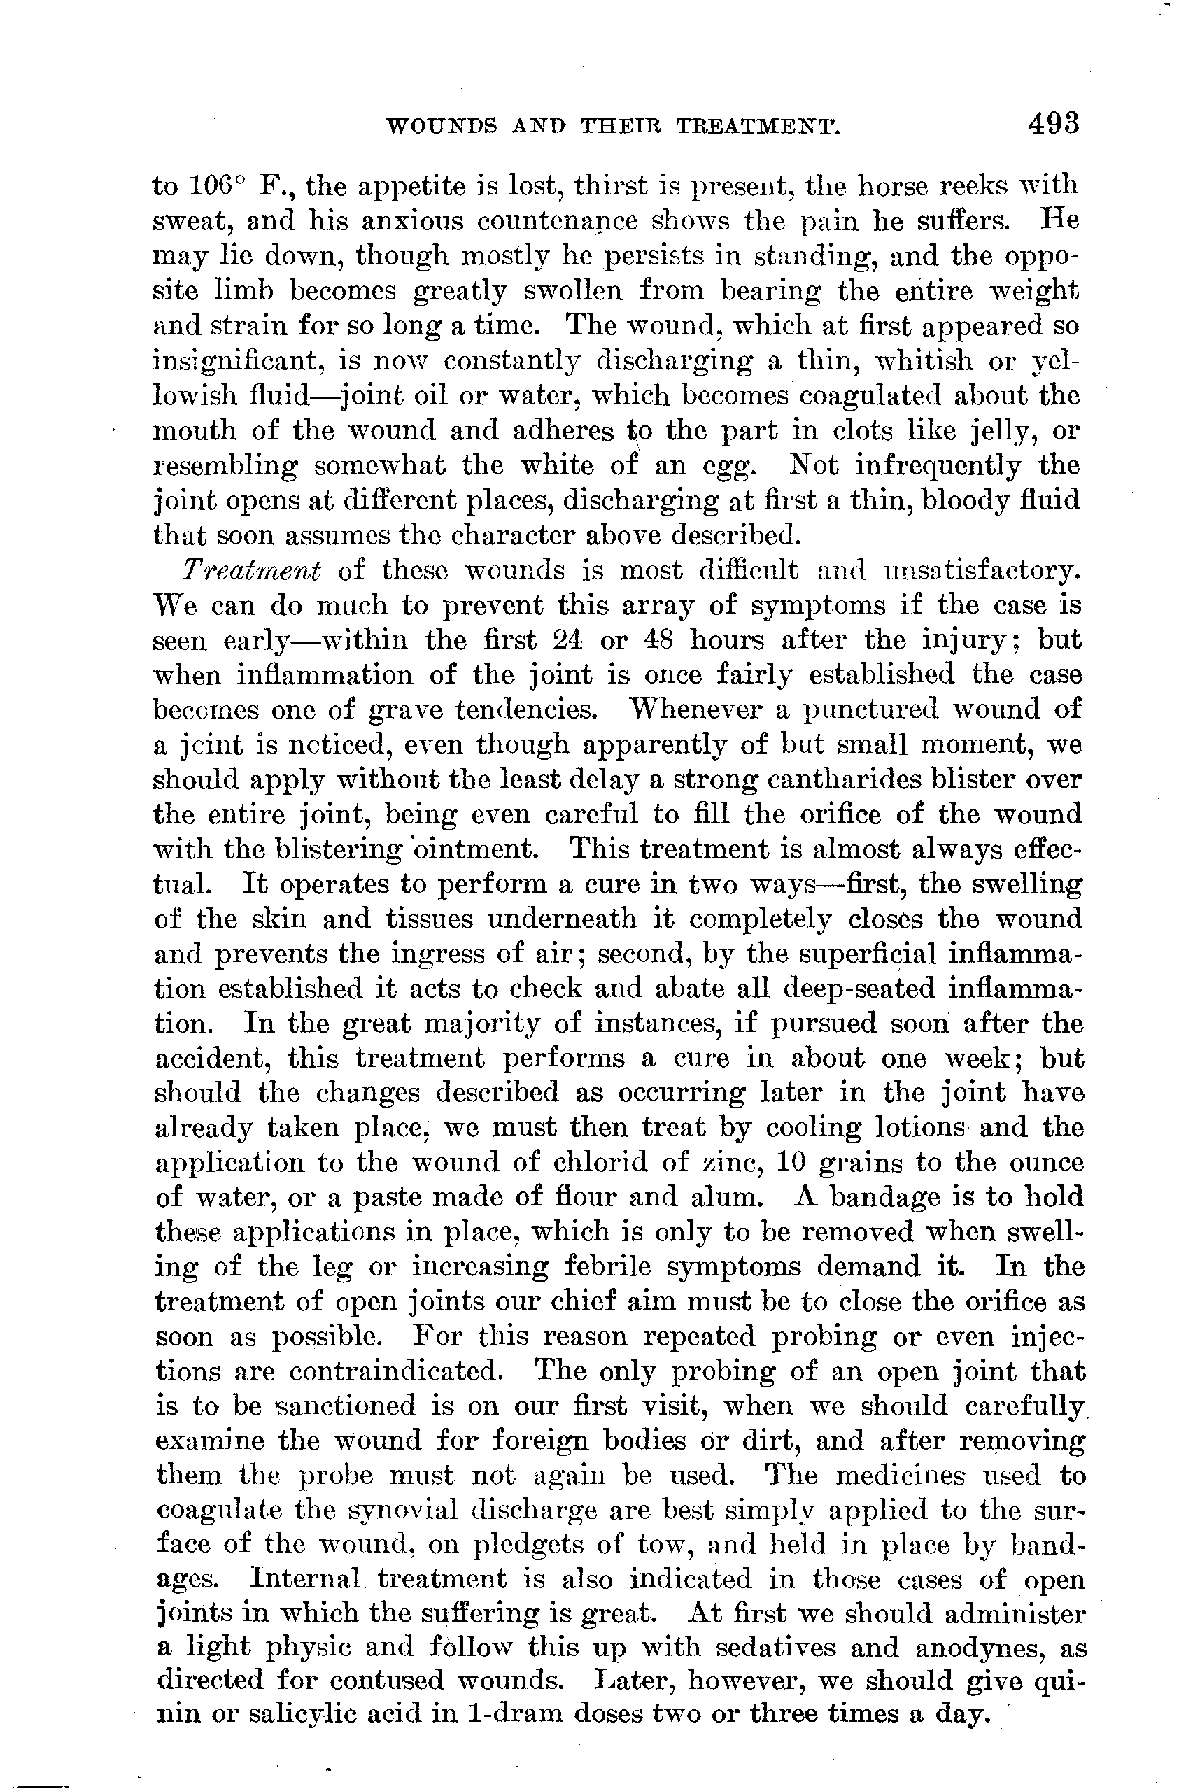 WOUNDS AND THEIR TREATMENT. 493
to 106° F., the appetite is lost, thirst is present, the horse reeks with
sweat, and his anxious countenance shows the pain he suffers. He
may lie down, though mostly he persists in standing, and the oppo-
site limb becomes greatly swollen from bearing the entire weight
and strain for so long a time. The wound, which at first appeared so
insignificant, is now constantly discharging a thin, whitish or yel-
lowish fluid—joint oil or water, which becomes coagulated about the
mouth of the wound and adheres to the part in clots like jelly, or
resembling somewhat the white of an egg. Not infrequently the
joint opens at different places, discharging at first a thin, bloody fluid
that soon assumes the character above described.
Treatment of these wounds is most difficult and unsatisfactory.
We can do much to prevent this array of symptoms if the case is
seen early—within the first 24 or 48 hours after the injury; but
when inflammation of the joint is once fairly established the case
becomes one of grave tendencies. Whenever a punctured wound of
a joint is noticed, even though apparently of but small moment, we
should apply without the least delay a strong cantharides blister over
the entire joint, being even careful to fill the orifice of the wound
with the blistering ointment. This treatment is almost always effec-
tual. It operates to perform a cure in two ways—first, the swelling
of the skin and tissues underneath it completely closes the wound
and prevents the ingress of air; second, by the superficial inflamma-
tion established it acts to check and abate all deep-seated inflamma-
tion. In the great majority of instances, if pursued soon after the
accident, this treatment performs a cure in about one week; but
should the changes described as occurring later in the joint have
already taken place, we must then treat by cooling lotions and the
application to the wound of chlorid of zinc, 10 grains to the ounce
of water, or a paste made of flour and alum. A bandage is to hold
these applications in place, which is only to be removed when swell-
ing of the leg or increasing febrile symptoms demand it. In the
treatment of open joints our chief aim must be to close the orifice as
soon as possible. For this reason repeated probing or even injec-
tions are contraindicated. The only probing of an open joint that
is to be sanctioned is on our first visit, when we should carefully
examine the wound for foreign bodies or dirt, and after removing
them the probe must not again be used. The medicines used to
coagulate the synovial discharge are best simply applied to the sur-
face of the wound, on pledgets of tow, and held in place by band-
ages. Internal treatment is also indicated in those cases of open
joints in which the suffering is great. At first we should administer
a light physic and follow this up with sedatives and anodynes, as
directed for contused wounds. Later, however, we should give qui-
nin or salicylic acid in 1-dram doses two or three times a day.